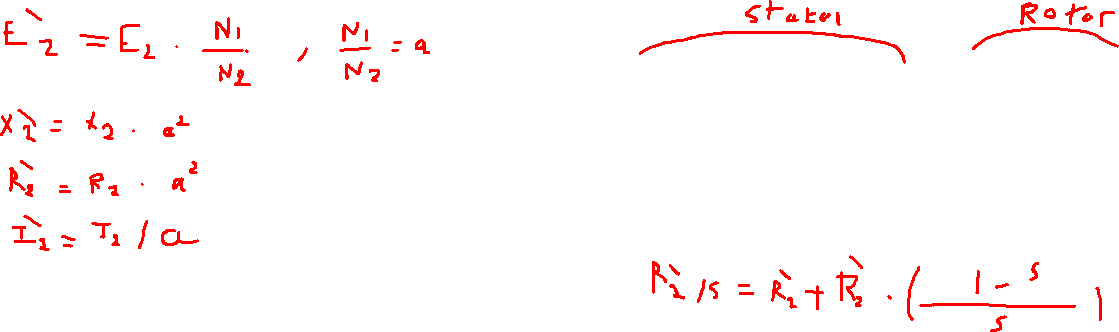 E`2 = E2 · N1/N2 , N1/N2 = a
X`2 = X2 · a²
R`2 = R2 · a²
I`2 = I2 / a
Stator Rotor
R`2 /s = R`2 + R`2 · ( (1 - s) / s )